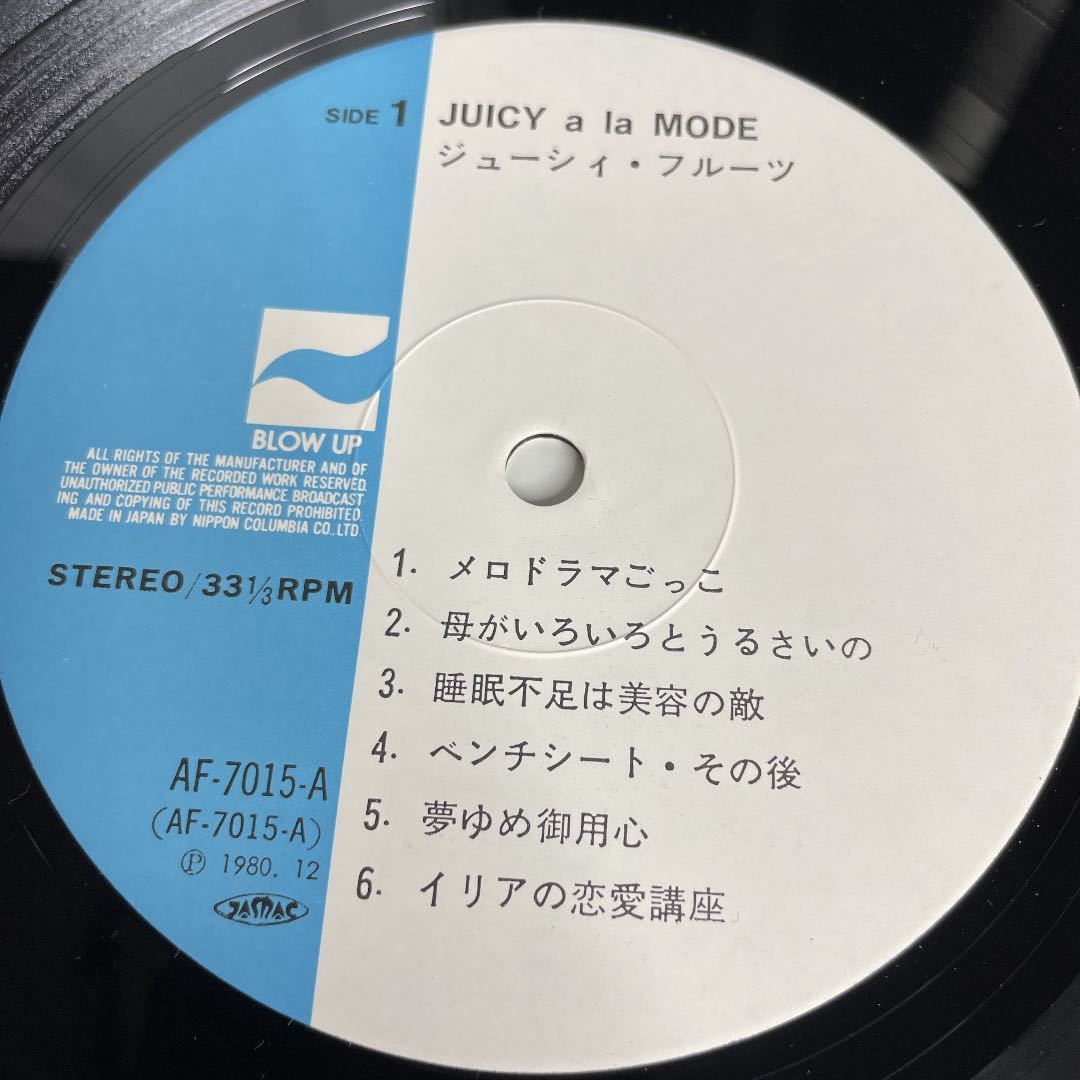 SIDE 1
JUICY a la MODE
ジューシィ・フルーツ
BLOW UP
ALL RIGHTS OF THE MANUFACTURER AND OF
THE OWNER OF THE RECORDED WORK RESERVED.
UNAUTHORIZED PUBLIC PERFORMANCE BROADCAST
ING AND COPYING OF THIS RECORD PROHIBITED.
MADE IN JAPAN BY NIPPON COLUMBIA CO., LTD.
STEREO/33 1/3 RPM
1. メロドラマごっこ
2. 母がいろいろとうるさいの
3. 睡眠不足は美容の敵
4. ベンチシート・その後
5. 夢ゆめ御用心
6. イリアの恋愛講座
AF-7015-A
(AF-7015-A)
Ⓟ 1980. 12
JASRAC